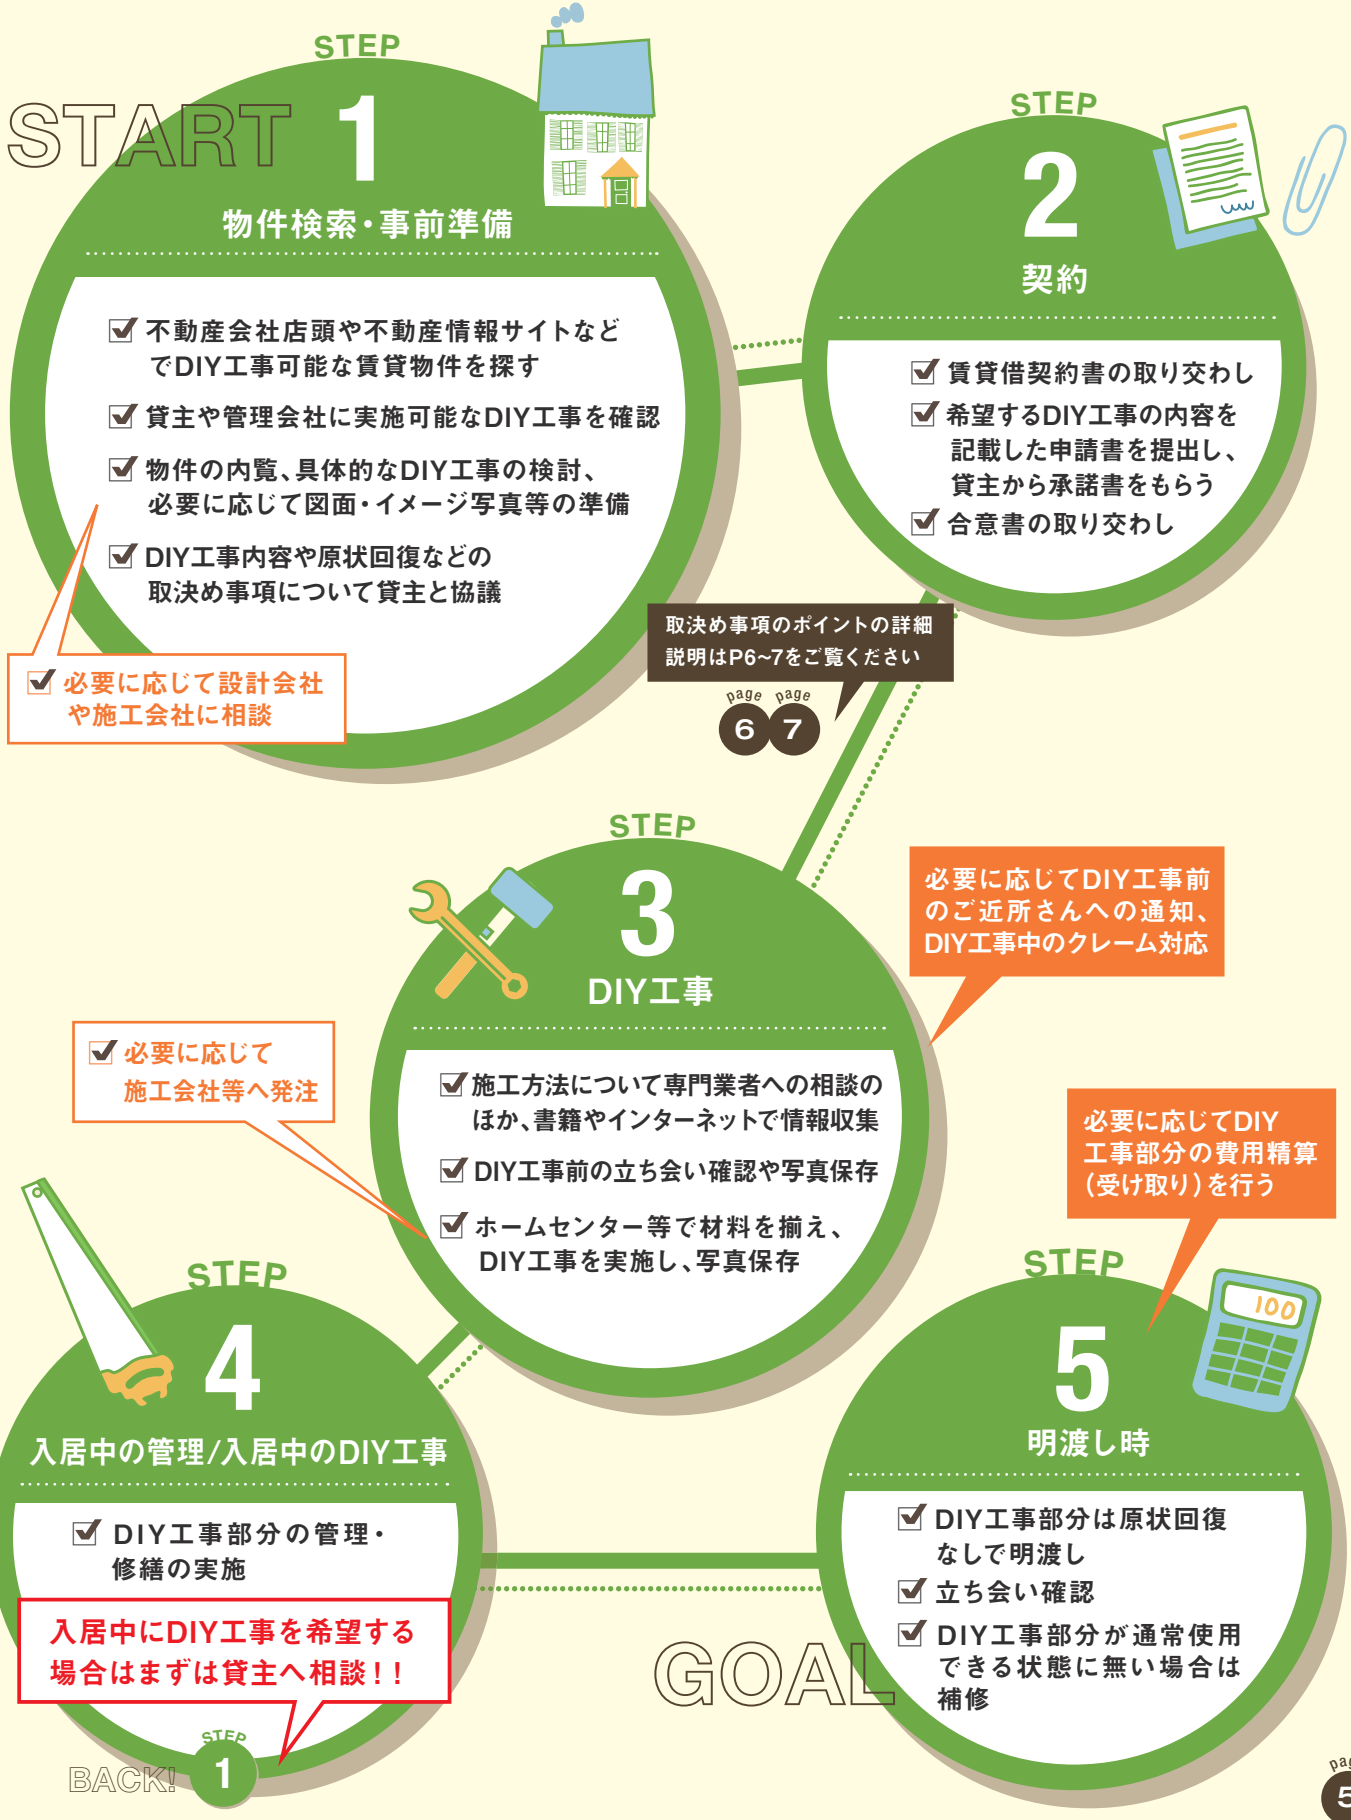 START
STEP
1
物件検索・事前準備
不動産会社店頭や不動産情報サイトなど
でDIY工事可能な賃貸物件を探す
貸主や管理会社に実施可能なDIY工事を確認
物件の内覧、具体的なDIY工事の検討、
必要に応じて図面・イメージ写真等の準備
DIY工事内容や原状回復などの
取決め事項について貸主と協議
必要に応じて設計会社
や施工会社に相談
STEP
2
契約
賃貸借契約書の取り交わし
希望するDIY工事の内容を
記載した申請書を提出し、
貸主から承諾書をもらう
合意書の取り交わし
取決め事項のポイントの詳細
説明はP6~7をご覧ください
page page
6 7
STEP
3
DIY工事
施工方法について専門業者への相談の
ほか、書籍やインターネットで情報収集
DIY工事前の立ち会い確認や写真保存
ホームセンター等で材料を揃え、
DIY工事を実施し、写真保存
必要に応じてDIY工事前
のご近所さんへの通知、
DIY工事中のクレーム対応
必要に応じて
施工会社等へ発注
STEP
4
入居中の管理/入居中のDIY工事
DIY工事部分の管理・
修繕の実施
入居中にDIY工事を希望する
場合はまずは貸主へ相談！！
BACK!
STEP
1
必要に応じてDIY
工事部分の費用精算
（受け取り）を行う
STEP
5
100
明渡し時
DIY工事部分は原状回復
なしで明渡し
立ち会い確認
DIY工事部分が通常使用
できる状態に無い場合は
補修
GOAL
5